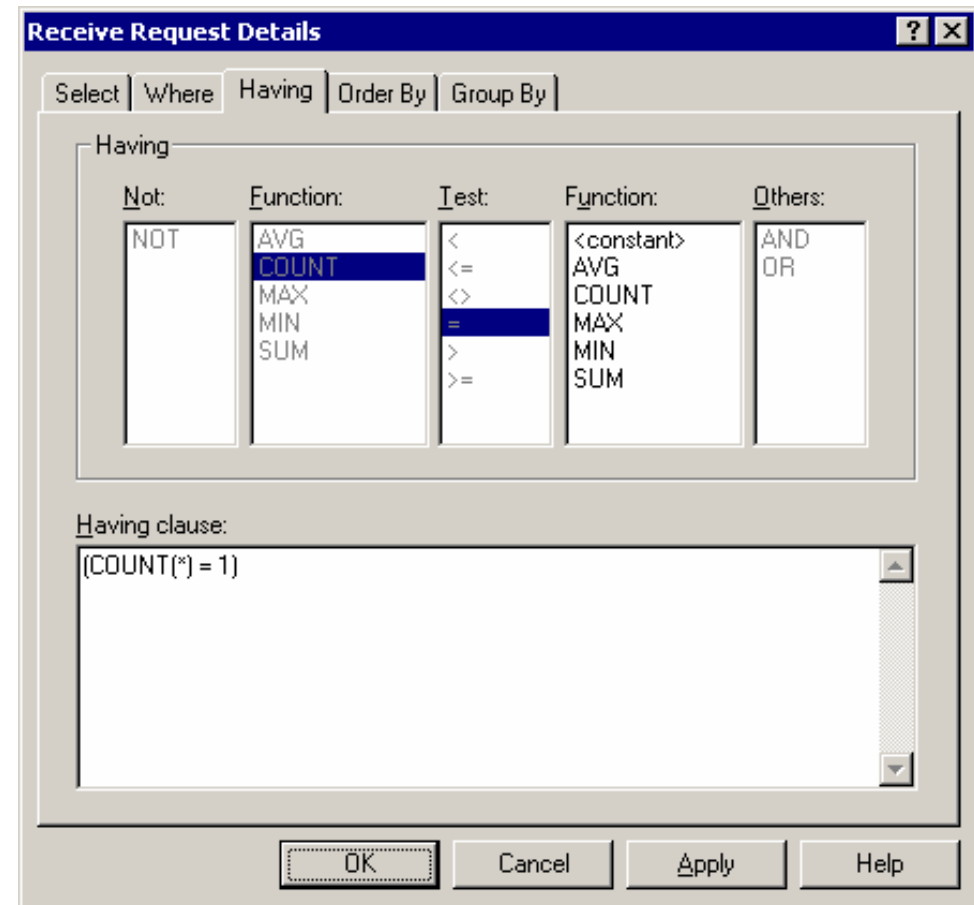 Receive Request Details
Select Where Having Order By Group By
Having
Not: Function: Test: Function: Others:
NOT AVG < <constant> AND
COUNT <= AVG OR
MAX <> COUNT
MIN = MAX
SUM > MIN
>= SUM
Having clause:
(COUNT(*) = 1)
OK Cancel Apply Help